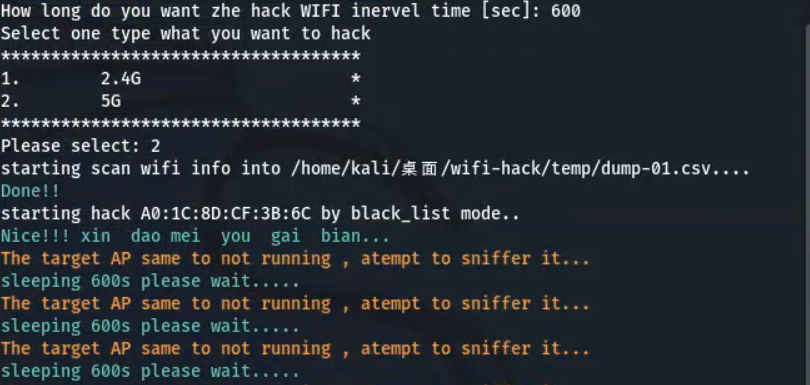 How long do you want zhe hack WIFI inervel time [sec]: 600
Select one type what you want to hack
************************************
1.        2.4G                     *
2.        5G                       *
************************************
Please select: 2
starting scan wifi info into /home/kali/桌面/wifi-hack/temp/dump-01.csv....
Done!!
starting hack A0:1C:8D:CF:3B:6C by black_list mode..
Nice!!! xin  dao mei  you  gai  bian...
The target AP same to not running , atempt to sniffer it...
sleeping 600s please wait.....
The target AP same to not running , atempt to sniffer it...
sleeping 600s please wait.....
The target AP same to not running , atempt to sniffer it...
sleeping 600s please wait.....